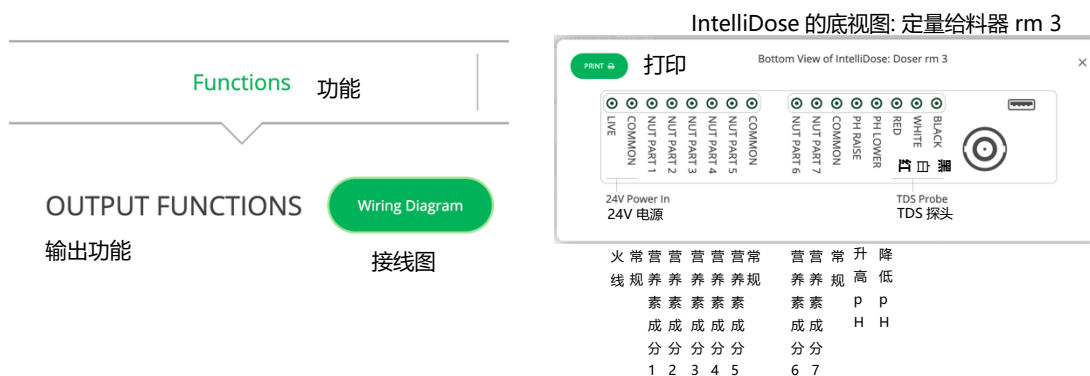 IntelliDose 的底视图: 定量给料器 rm 3
Functions 功能
OUTPUT FUNCTIONS
Wiring Diagram
输出功能
接线图
PRINT
打印
Bottom View of IntelliDose: Doser rm 3
×
LIVE
COMMON
NUT PART 1
NUT PART 2
NUT PART 3
NUT PART 4
NUT PART 5
COMMON
NUT PART 6
NUT PART 7
COMMON
PH RAISE
PH LOWER
RED
WHITE
BLACK
红
白
黑
24V Power In
24V 电源
TDS Probe
TDS 探头
火线
常规
营养素成分1
营养素成分2
营养素成分3
营养素成分4
营养素成分5
常规
营养素成分6
营养素成分7
常规
升高pH
降低pH